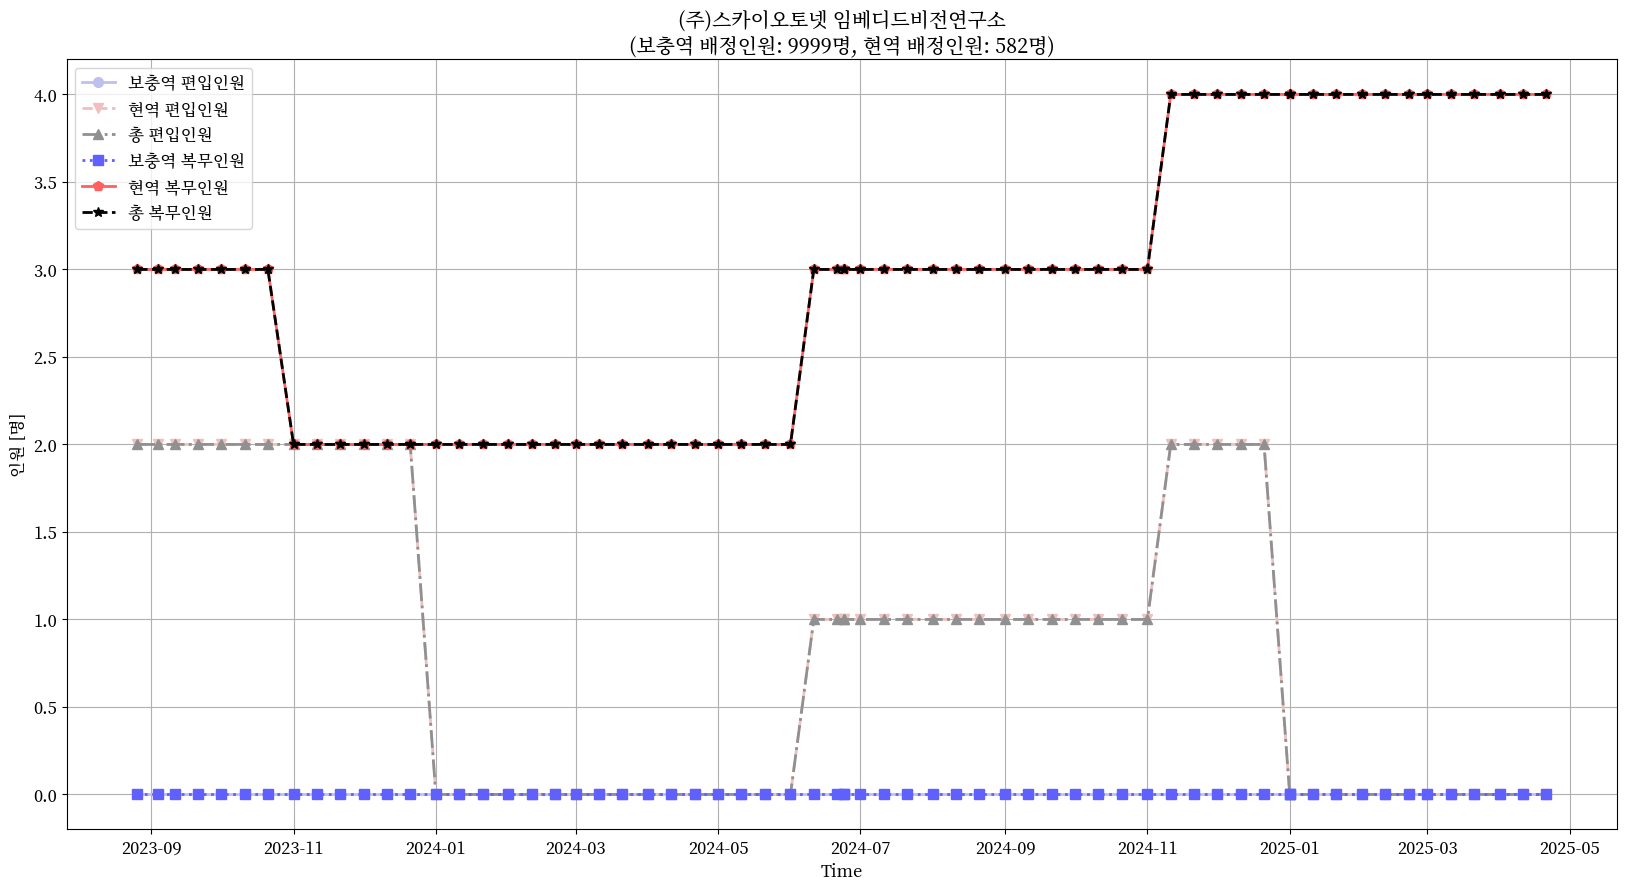 (주)스카이오토넷 임베디드비전연구소
(보충역 배정인원: 9999명, 현역 배정인원: 582명)
보충역 편입인원
현역 편입인원
총 편입인원
보충역 복무인원
현역 복무인원
총 복무인원
인원 [명]
4.0
3.5
3.0
2.5
2.0
1.5
1.0
0.5
0.0
2023-09 2023-11 2024-01 2024-03 2024-05 2024-07 2024-09 2024-11 2025-01 2025-03 2025-05
Time